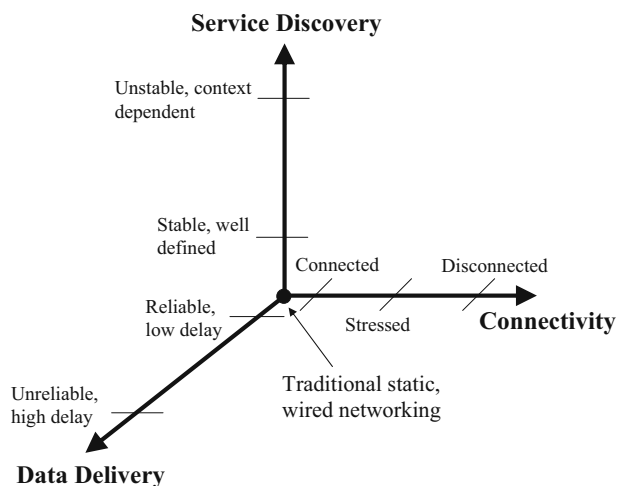 Service Discovery
Unstable, context
dependent
Stable, well
defined
Connected
Disconnected
Reliable,
low delay
Stressed
Connectivity
Traditional static,
wired networking
Unreliable,
high delay
Data Delivery